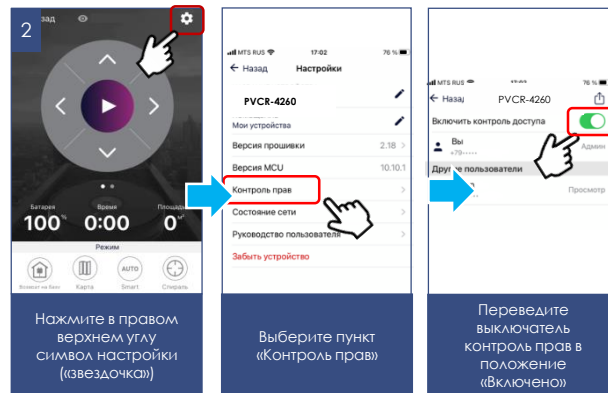 2
зад
Батарея
Время
Площадь
100%
0:00
0м²
Режим
Возврат на базу
Карта
AUTO
Smart
Спираль
Нажмите в правом
верхнем углу
символ настройки
(«звездочка»)
MTS RUS
17:02
76 %
Назад
Настройки
PVCR-4260
Мои устройства
Версия прошивки
2.18
Версия MCU
10.10.1
Контроль прав
Состояние сети
Руководство пользователя
Забыть устройство
Выберите пункт
«Контроль прав»
MTS RUS
76 %
Назад
PVCR-4260
Включить контроль доступа
Вы
+79·····
Админ
Другие пользователи
Просмотр
Переведите
выключатель
контроль прав в
положение
«Включено»